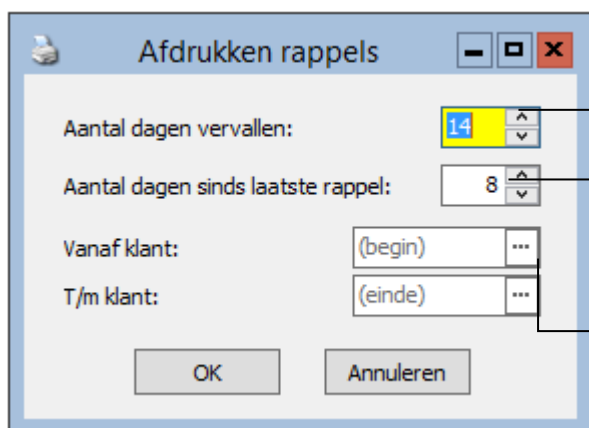 Afdrukken rappels
Aantal dagen vervallen: 14
Aantal dagen sinds laatste rappel: 8
Vanaf klant: (begin) ...
T/m klant: (einde) ...
OK Annuleren